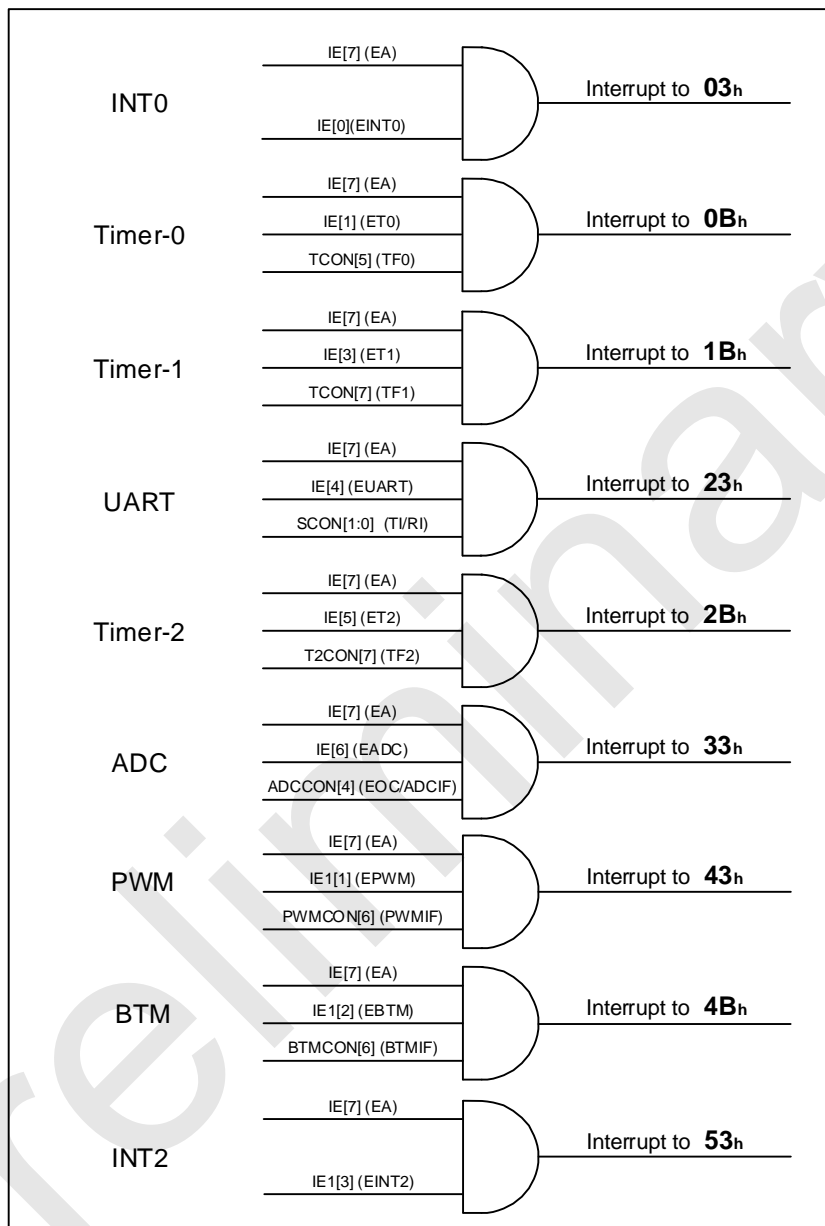 INT0
IE[7] (EA)
IE[0](EINT0)
Interrupt to 03h
Timer-0
IE[7] (EA)
IE[1] (ET0)
TCON[5] (TF0)
Interrupt to 0Bh
Timer-1
IE[7] (EA)
IE[3] (ET1)
TCON[7] (TF1)
Interrupt to 1Bh
UART
IE[7] (EA)
IE[4] (EUART)
SCON[1:0] (TI/RI)
Interrupt to 23h
Timer-2
IE[7] (EA)
IE[5] (ET2)
T2CON[7] (TF2)
Interrupt to 2Bh
ADC
IE[7] (EA)
IE[6] (EADC)
ADCCON[4] (EOC/ADCIF)
Interrupt to 33h
PWM
IE[7] (EA)
IE1[1] (EPWM)
PWMCON[6] (PWMIF)
Interrupt to 43h
BTM
IE[7] (EA)
IE1[2] (EBTM)
BTMCON[6] (BTMIF)
Interrupt to 4Bh
INT2
IE[7] (EA)
IE1[3] (EINT2)
Interrupt to 53h
reliminar